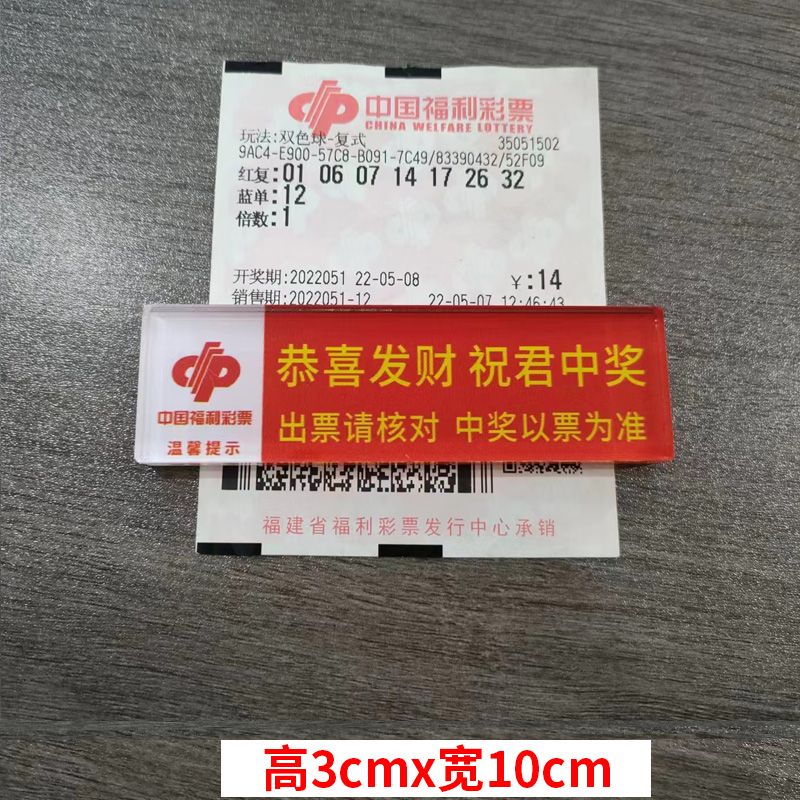 中国福利彩票
CHINA WELFARE LOTTERY
玩法:双色球-复式 35051502
9AC4-E900-57C8-B091-7C49/83390432/52F09
红复:01 06 07 14 17 26 32
蓝单:12
倍数:1
开奖期:2022051 22-05-08 ￥:14
销售期:2022051-12 22-05-07 12:46:43
恭喜发财 祝君中奖
中国福利彩票
出票请核对 中奖以票为准
温馨提示
福建省福利彩票发行中心承销
高3cmx宽10cm